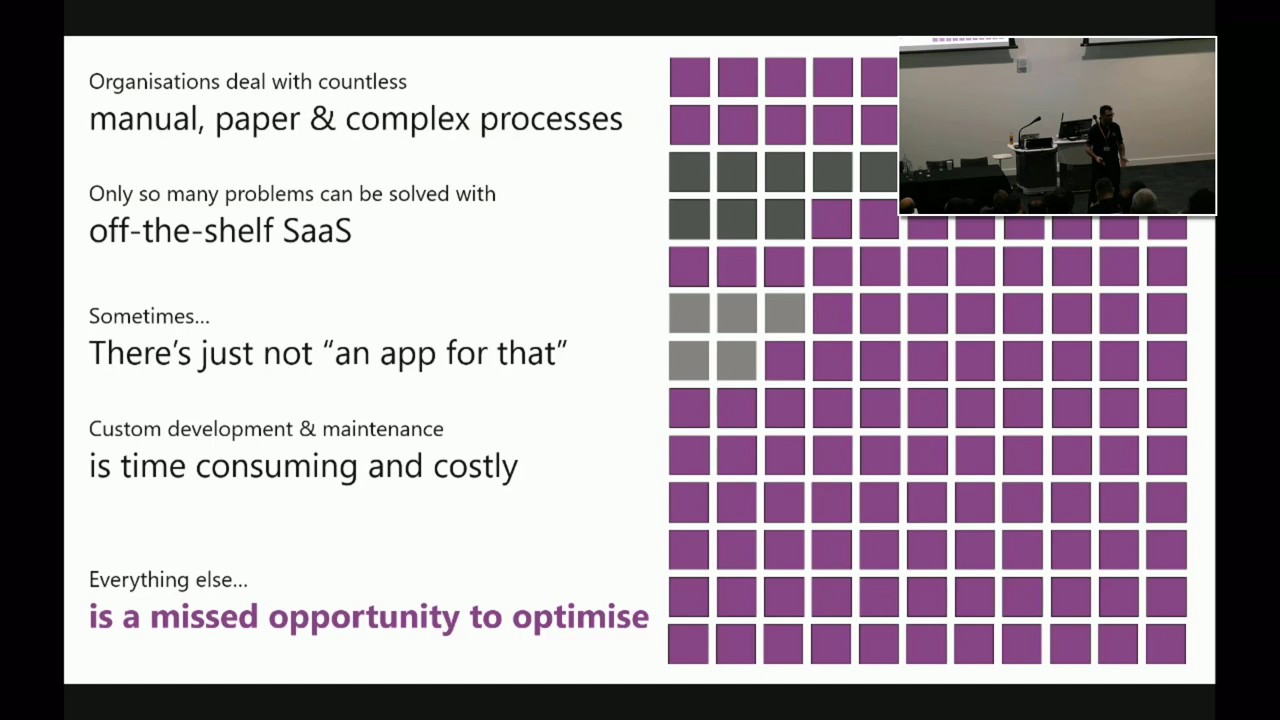 Organisations deal with countless
manual, paper & complex processes
Only so many problems can be solved with
off-the-shelf SaaS
Sometimes...
There's just not “an app for that”
Custom development & maintenance
is time consuming and costly
Everything else...
is a missed opportunity to optimise